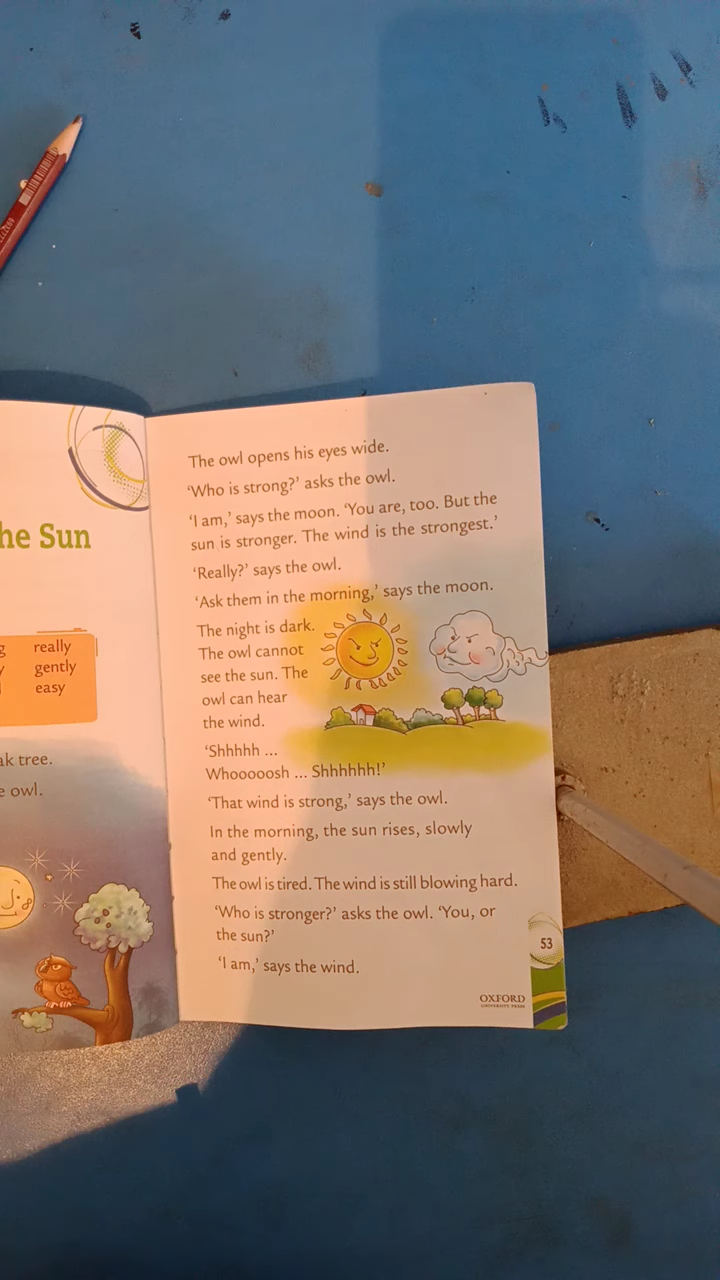 he Sun
really
gently
easy
ak tree.
e owl.
The owl opens his eyes wide.
'Who is strong?' asks the owl.
'I am,' says the moon. 'You are, too. But the
sun is stronger. The wind is the strongest.'
'Really?' says the owl.
'Ask them in the morning,' says the moon.
The night is dark.
The owl cannot
see the sun. The
owl can hear
the wind.
'Shhhhh ...
Whooooosh ... Shhhhhh!'
'That wind is strong,' says the owl.
In the morning, the sun rises, slowly
and gently.
The owl is tired. The wind is still blowing hard.
'Who is stronger?' asks the owl. 'You, or
the sun?'
'I am,' says the wind.
53
OXFORD
UNIVERSITY PRESS